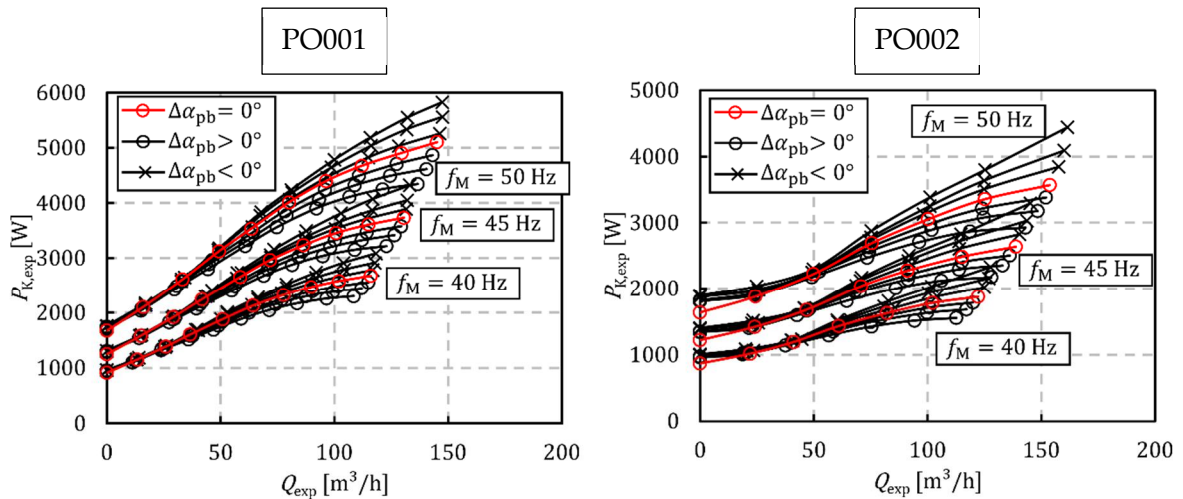 PO001
6000
5000
4000
3000
2000
1000
0
0
50
100
150
200
P_K,exp [W]
Q_exp [m³/h]
Δα_pb = 0°
Δα_pb > 0°
Δα_pb < 0°
f_M = 50 Hz
f_M = 45 Hz
f_M = 40 Hz
PO002
5000
4000
3000
2000
1000
0
0
50
100
150
200
P_K,exp [W]
Q_exp [m³/h]
Δα_pb = 0°
Δα_pb > 0°
Δα_pb < 0°
f_M = 50 Hz
f_M = 45 Hz
f_M = 40 Hz